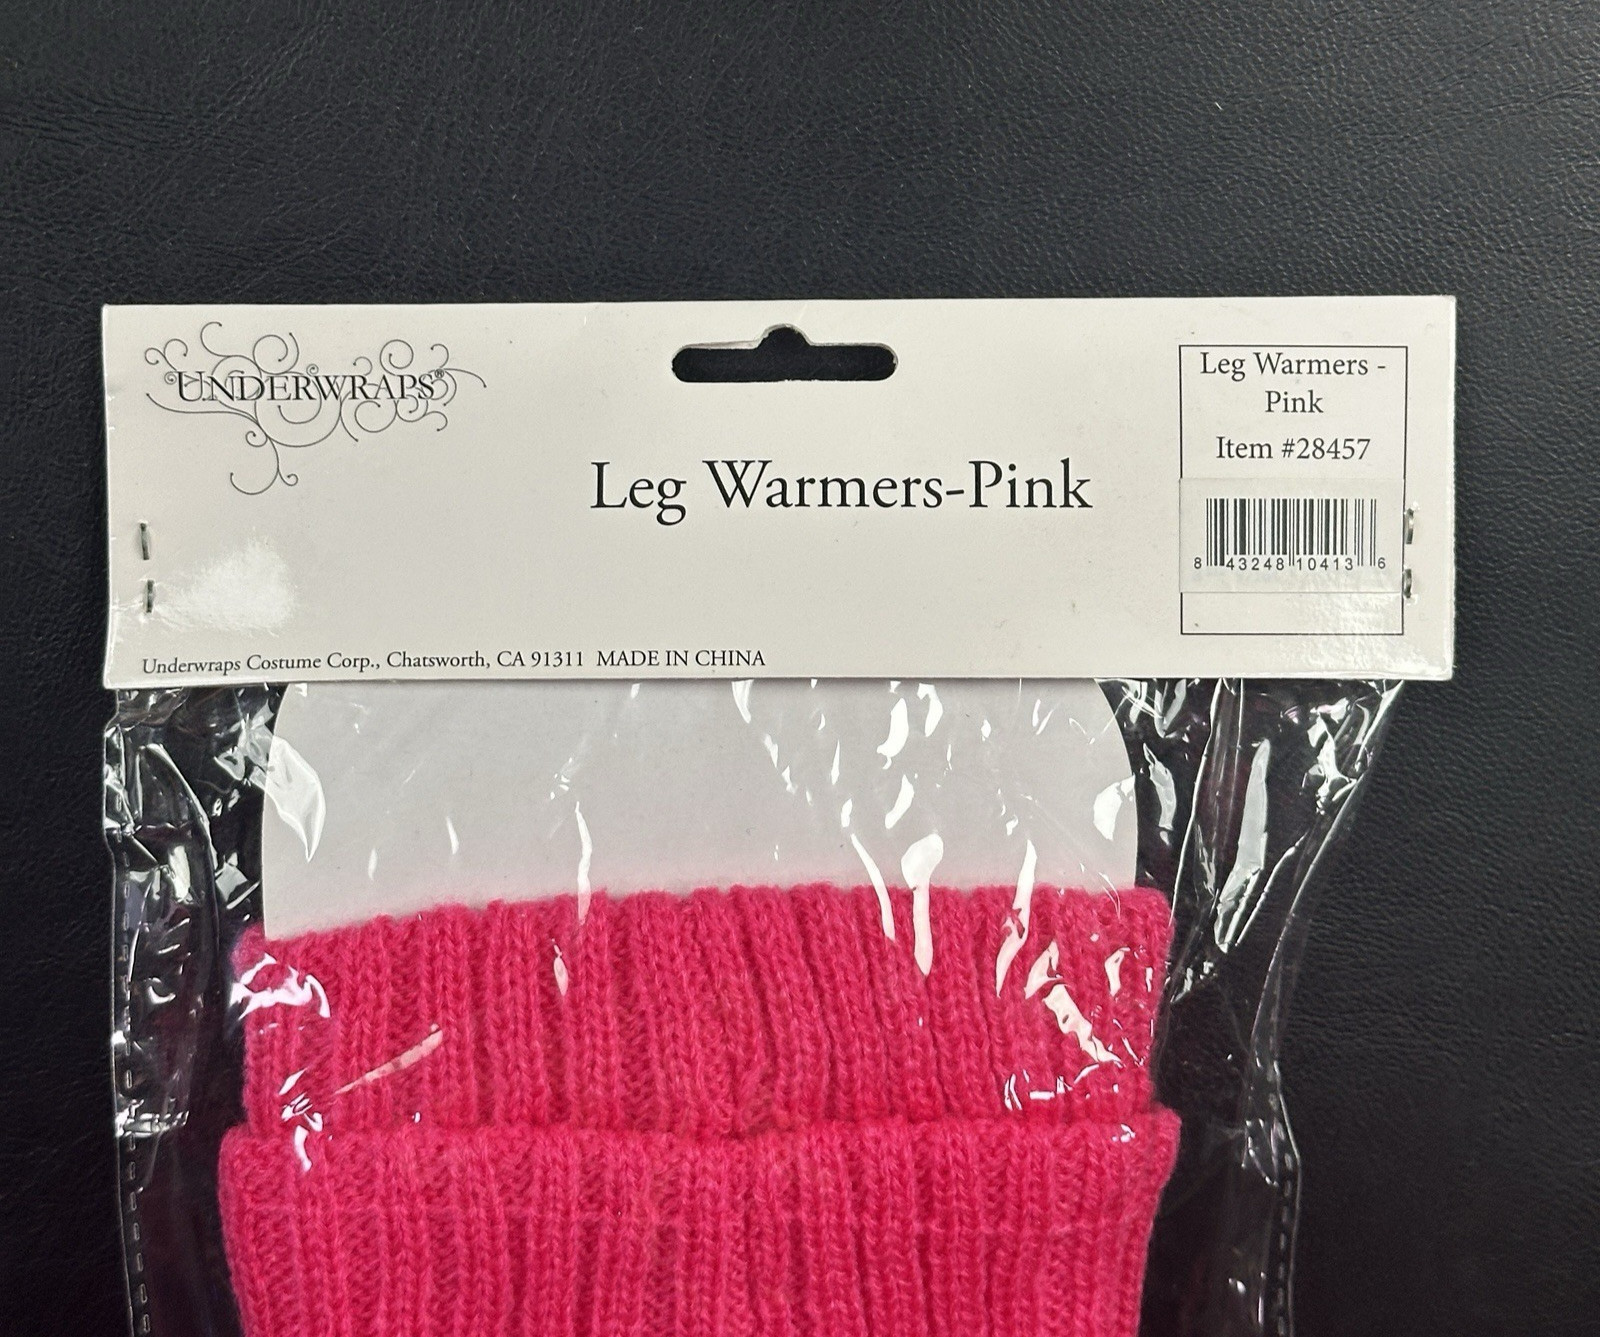 UNDERWRAPS®
Leg Warmers-Pink
Leg Warmers -
Pink
Item #28457
8 43248 10413 6
Underwraps Costume Corp., Chatsworth, CA 91311 MADE IN CHINA